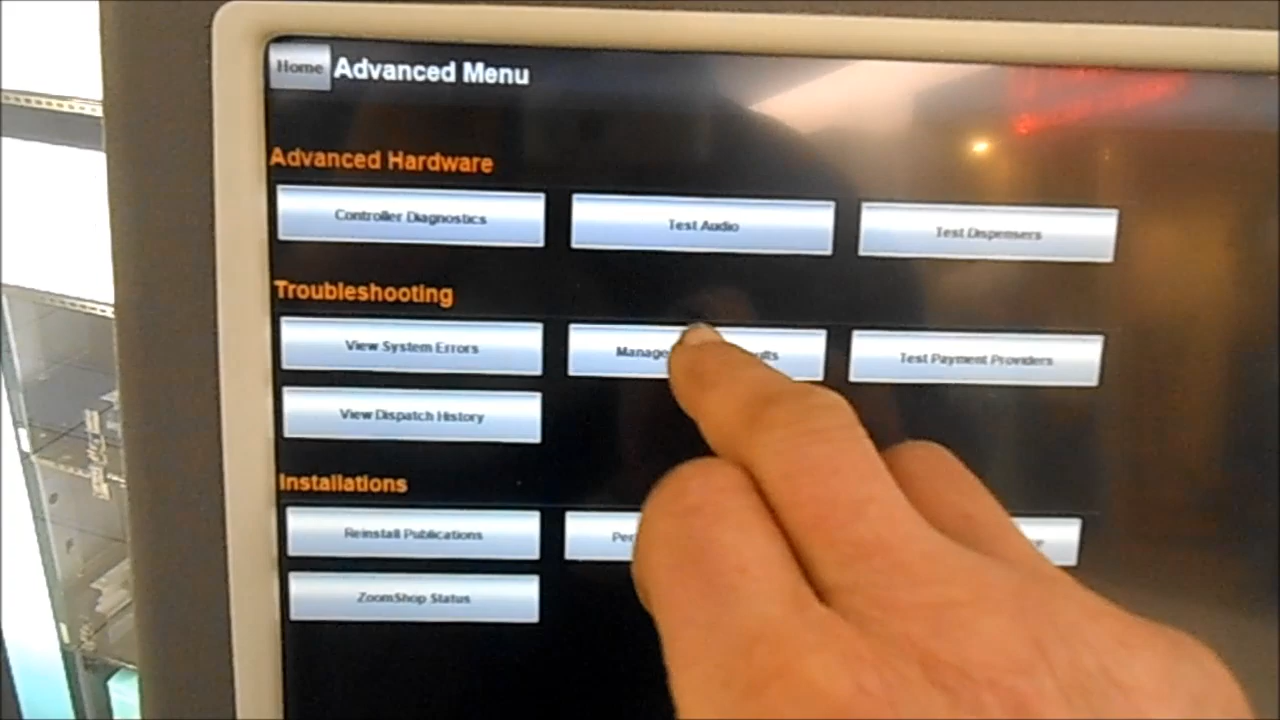 Home Advanced Menu
Advanced Hardware
Controller Diagnostics
Test Audio
Test Dispensers
Troubleshooting
View System Errors
Manage
Test Payment Providers
View Dispatch History
Installations
Reinstall Publications
ZoomShop Status